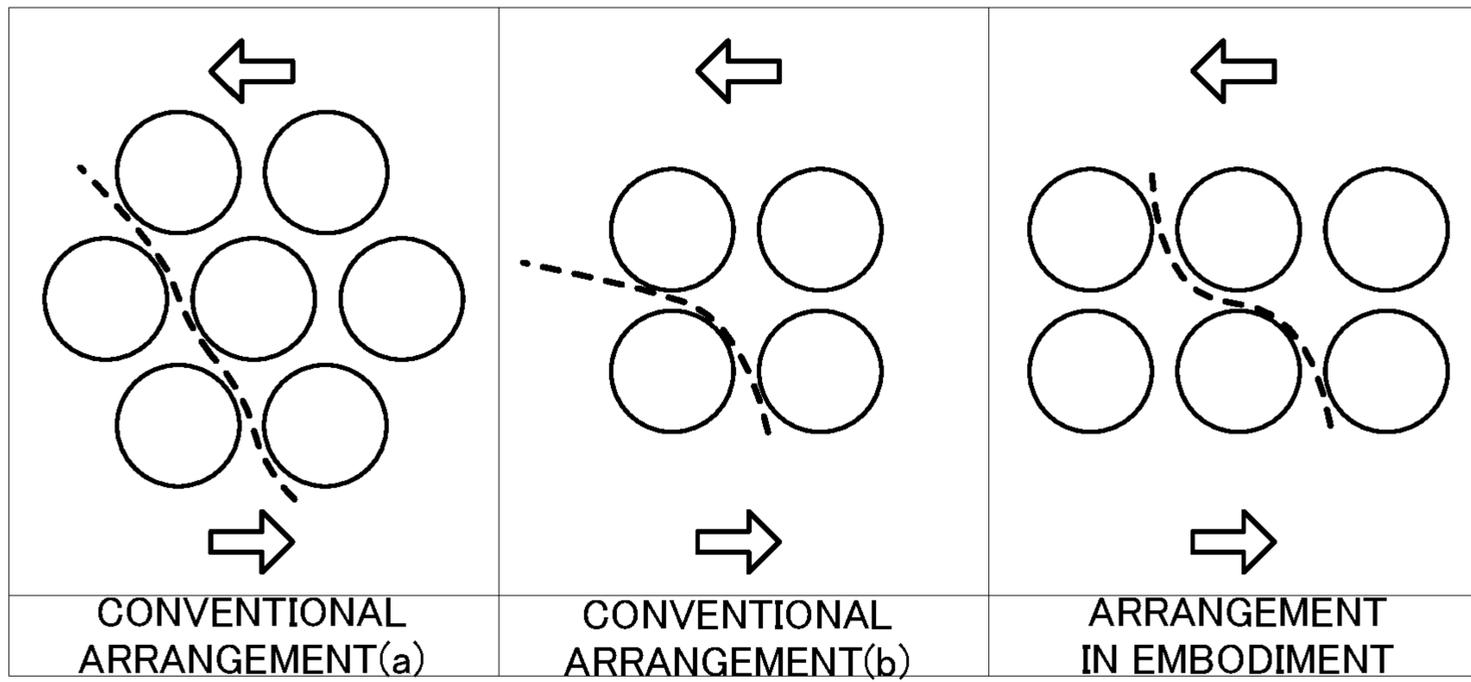 CONVENTIONAL
ARRANGEMENT(a)
CONVENTIONAL
ARRANGEMENT(b)
ARRANGEMENT
IN EMBODIMENT